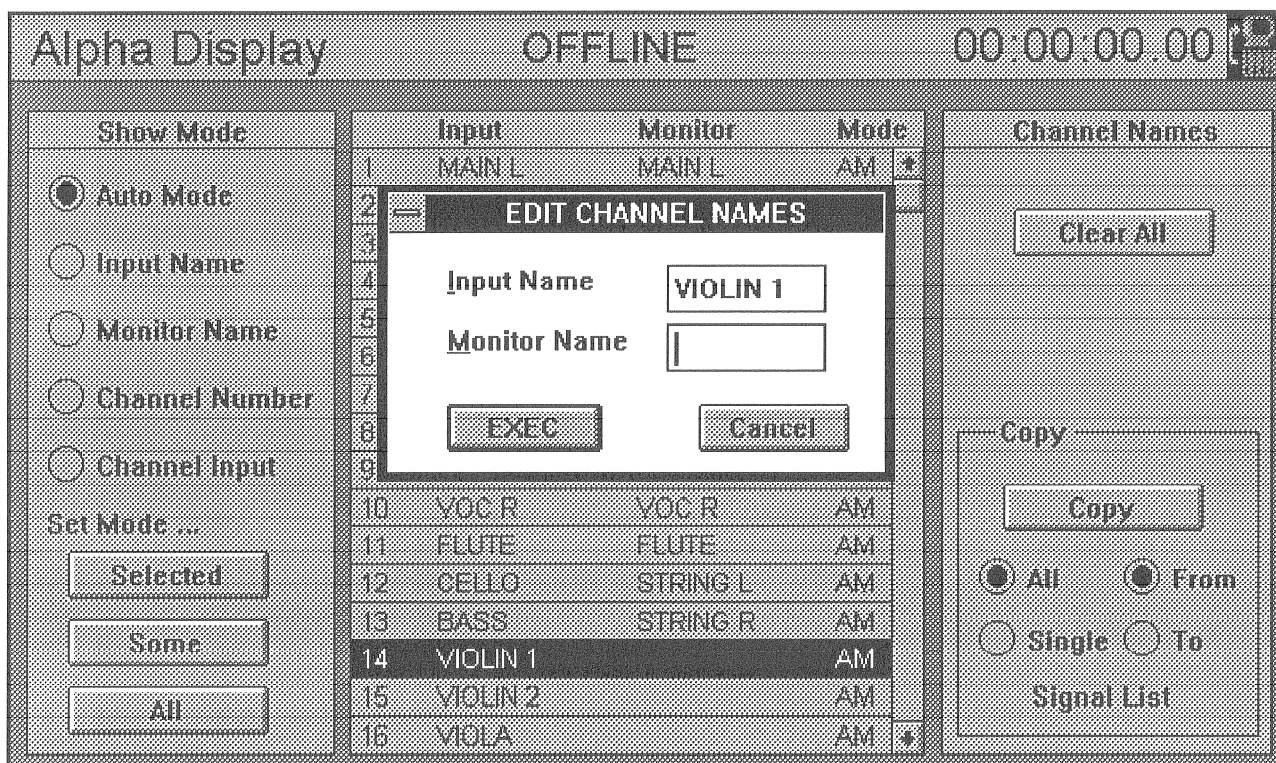 Alpha Display OFFLINE 00:00:00.00
Show Mode
Auto Mode
Input Name
Monitor Name
Channel Number
Channel Input
Set Mode ...
Selected
Some
All
Input Monitor Mode
1 MAIN L MAIN L AM
2
3
4
5
6
7
8
9
10 VOC R VOC R AM
11 FLUTE FLUTE AM
12 CELLO STRING L AM
13 BASS STRING R AM
14 VIOLIN 1 AM
15 VIOLIN 2 AM
16 VIOLA AM
EDIT CHANNEL NAMES
Input Name VIOLIN 1
Monitor Name
EXEC Cancel
Channel Names
Clear All
Copy
Copy
All From
Single To
Signal List